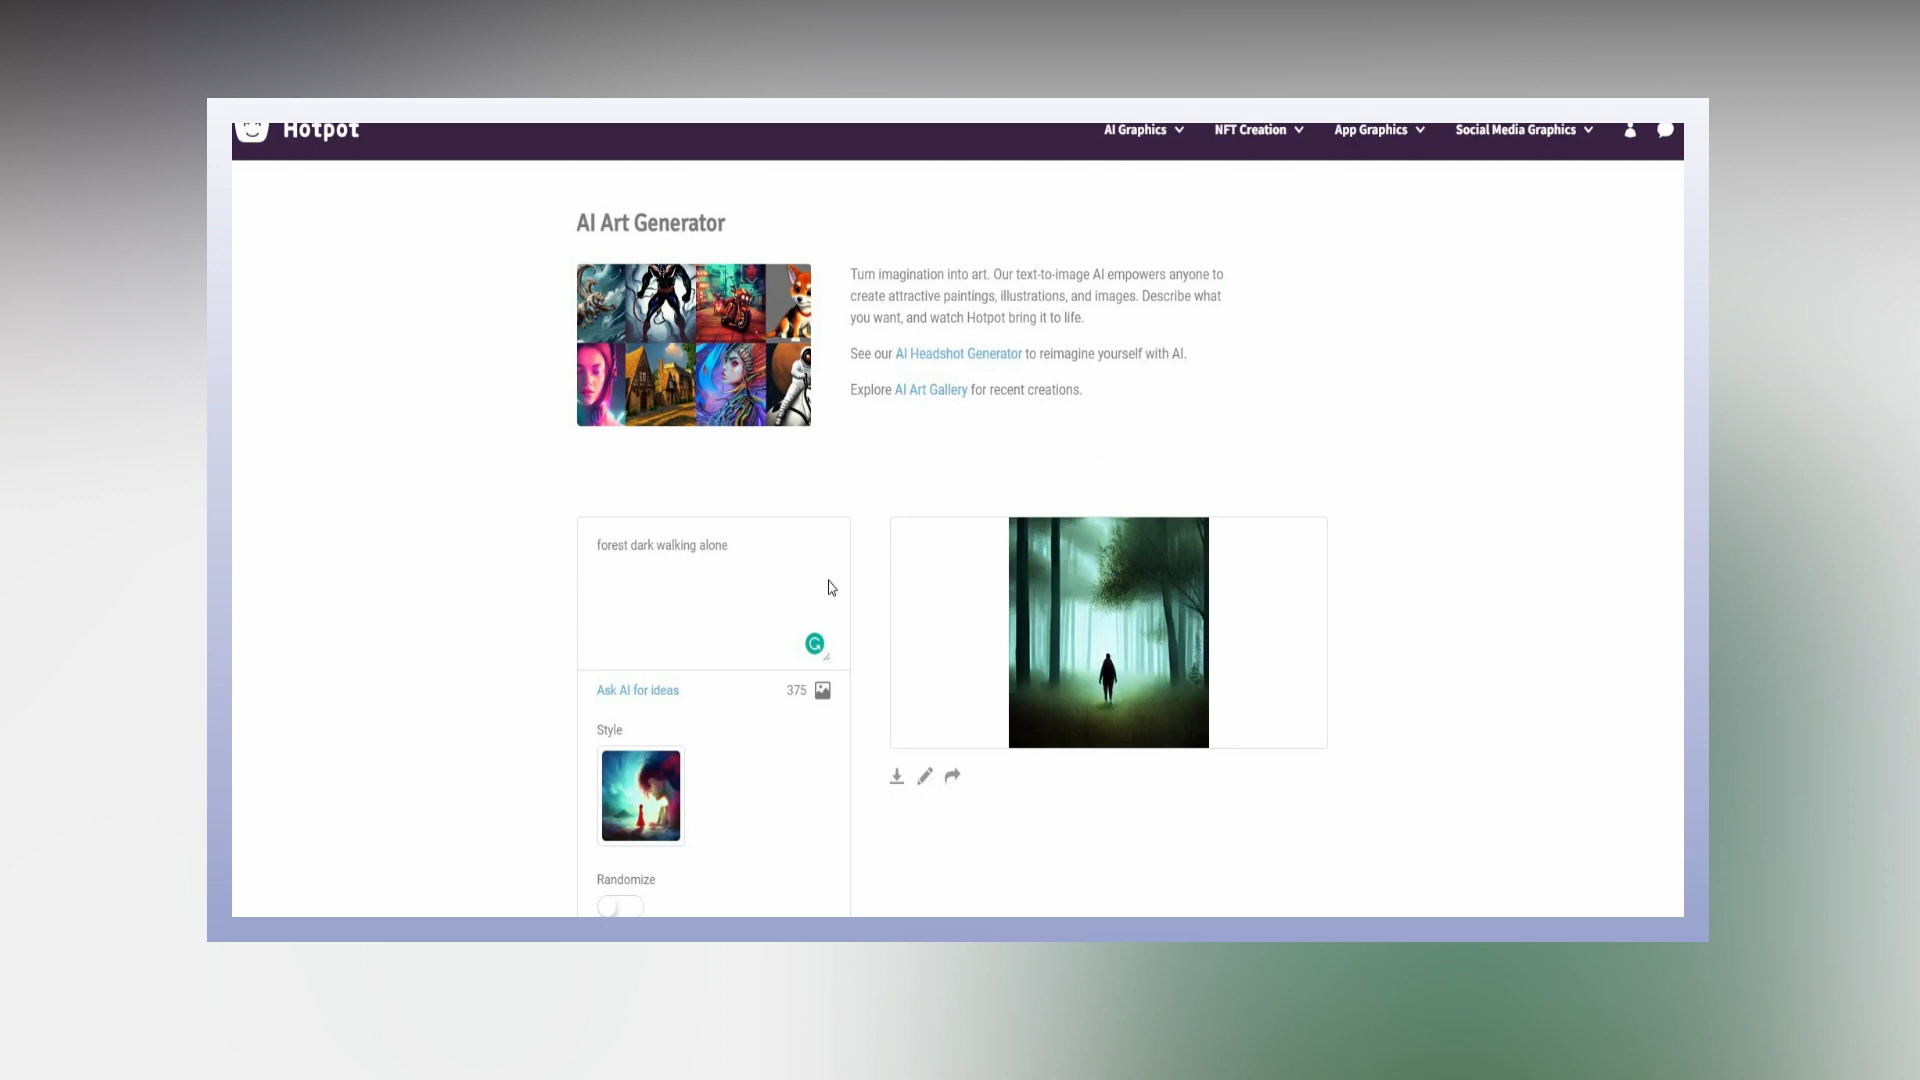 Hotpot
AI Graphics
NFT Creation
App Graphics
Social Media Graphics
AI Art Generator
Turn imagination into art. Our text-to-image AI empowers anyone to
create attractive paintings, illustrations, and images. Describe what
you want, and watch Hotpot bring it to life.
See our AI Headshot Generator to reimagine yourself with AI.
Explore AI Art Gallery for recent creations.
forest dark walking alone
Ask AI for ideas
375
Style
Randomize